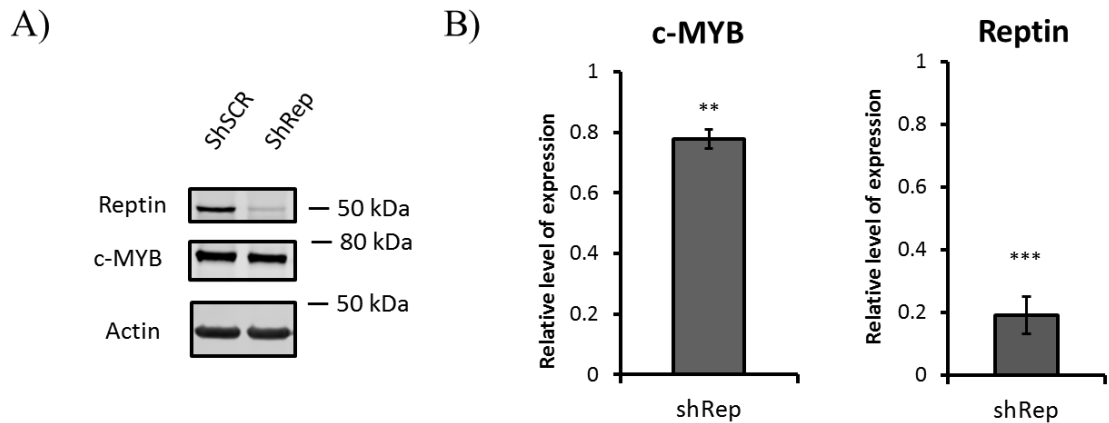 A)
ShSCR
ShRep
Reptin
50 kDa
c-MYB
80 kDa
Actin
50 kDa
B)
c-MYB
Relative level of expression
1
0.8
0.6
0.4
0.2
0
**
shRep
Reptin
Relative level of expression
1
0.8
0.6
0.4
0.2
0
***
shRep